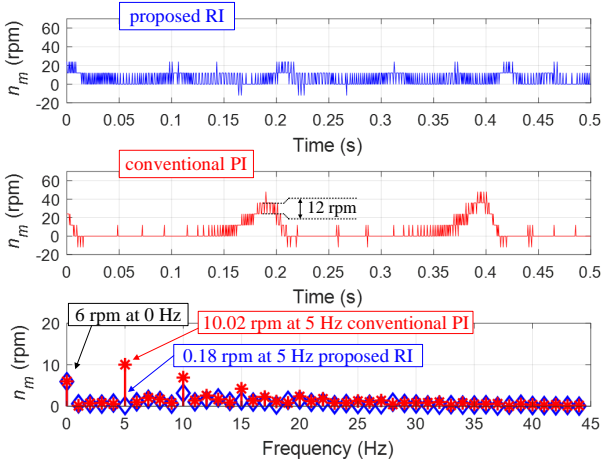 proposed RI
n_m (rpm)
60
40
20
0
-20
0 0.05 0.1 0.15 0.2 0.25 0.3 0.35 0.4 0.45 0.5
Time (s)
conventional PI
n_m (rpm)
60
40
20
0
-20
12 rpm
0 0.05 0.1 0.15 0.2 0.25 0.3 0.35 0.4 0.45 0.5
Time (s)
6 rpm at 0 Hz
10.02 rpm at 5 Hz conventional PI
0.18 rpm at 5 Hz proposed RI
n_m (rpm)
20
10
0
0 5 10 15 20 25 30 35 40 44
Frequency (Hz)